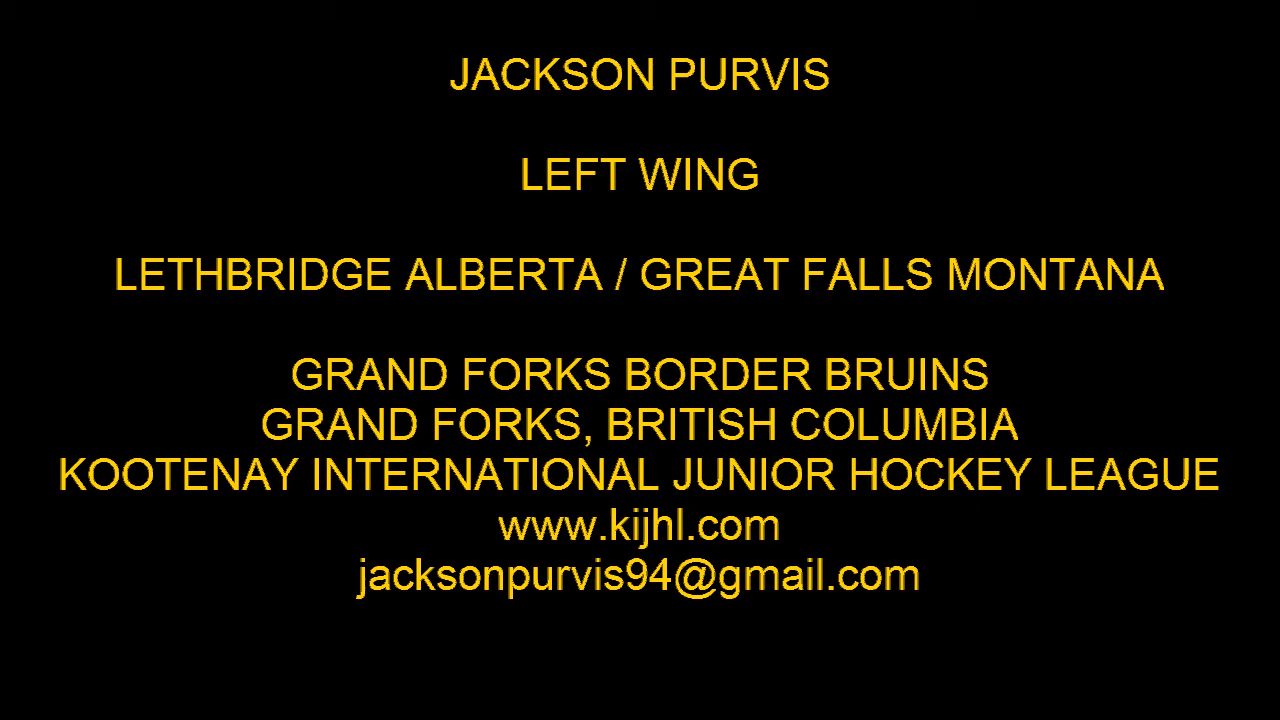 JACKSON PURVIS
LEFT WING
LETHBRIDGE ALBERTA / GREAT FALLS MONTANA
GRAND FORKS BORDER BRUINS
GRAND FORKS, BRITISH COLUMBIA
KOOTENAY INTERNATIONAL JUNIOR HOCKEY LEAGUE
www.kijhl.com
jacksonpurvis94@gmail.com